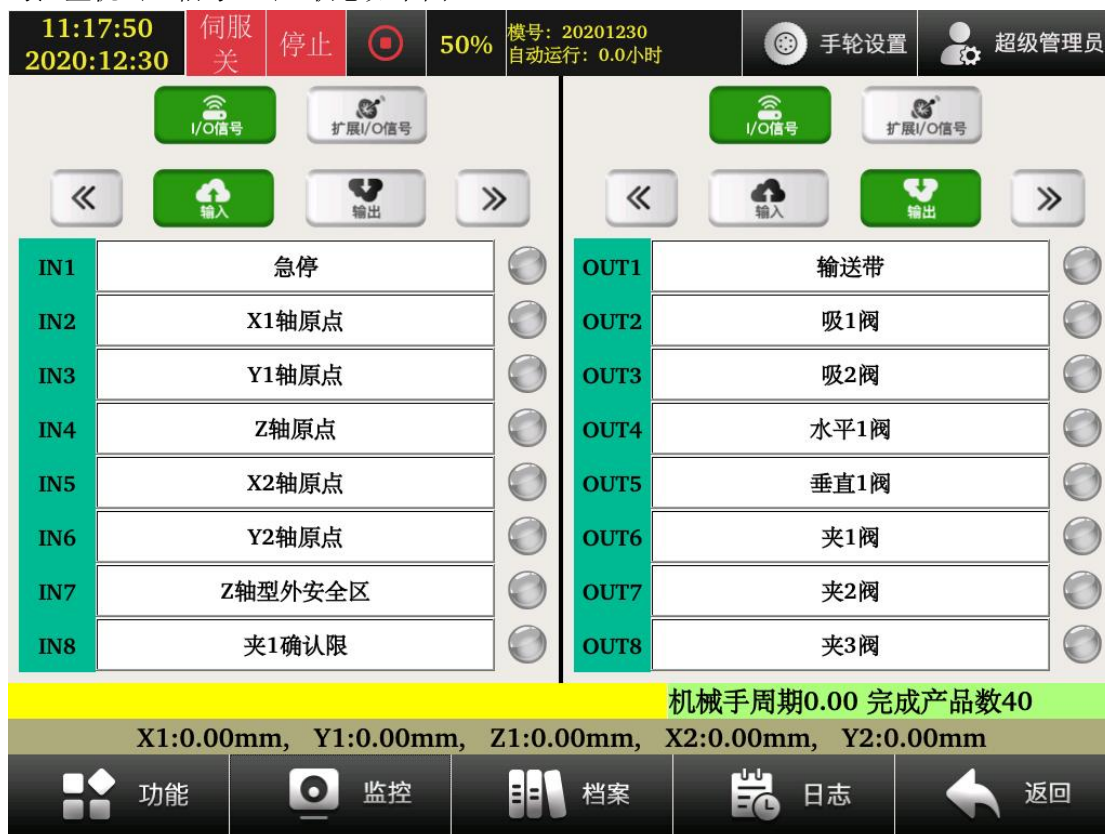 11:17:50
2020:12:30
伺服
关
停止
50%
模号：20201230
自动运行：0.0小时
手轮设置
超级管理员
I/O信号
扩展I/O信号
I/O信号
扩展I/O信号
输入
输出
输入
输出
IN1 急停 OUT1 输送带
IN2 X1轴原点 OUT2 吸1阀
IN3 Y1轴原点 OUT3 吸2阀
IN4 Z轴原点 OUT4 水平1阀
IN5 X2轴原点 OUT5 垂直1阀
IN6 Y2轴原点 OUT6 夹1阀
IN7 Z轴型外安全区 OUT7 夹2阀
IN8 夹1确认限 OUT8 夹3阀
机械手周期0.00 完成产品数40
X1:0.00mm, Y1:0.00mm, Z1:0.00mm, X2:0.00mm, Y2:0.00mm
功能
监控
档案
日志
返回